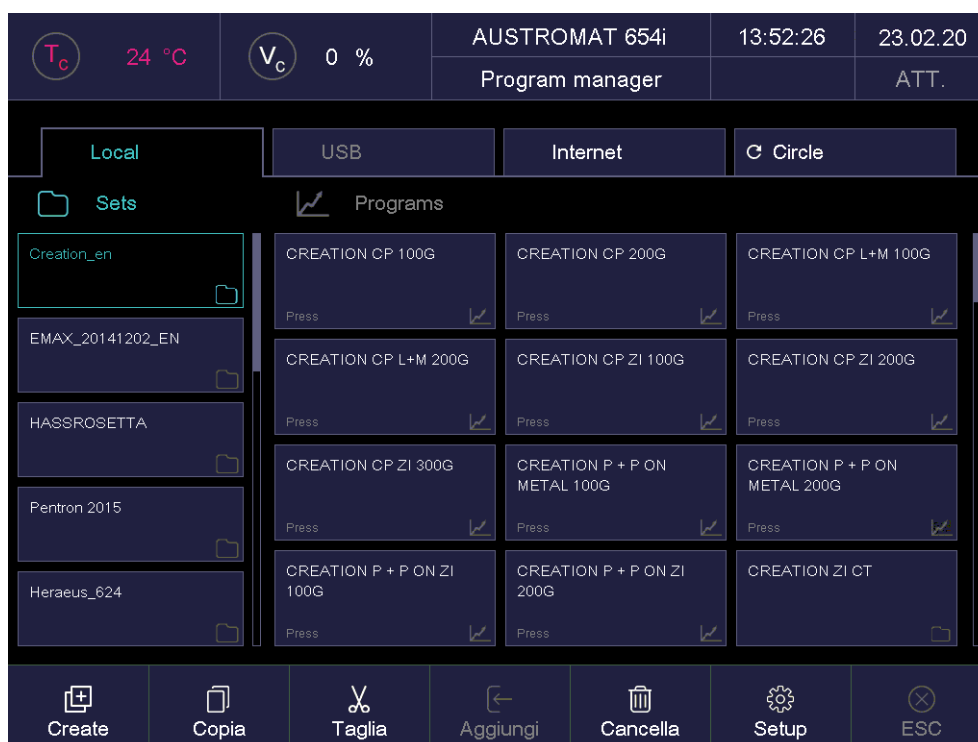 Tc 24 °C Vc 0 % AUSTROMAT 654i 13:52:26 23.02.20
Program manager ATT.
Local USB Internet Circle
Sets Programs
Creation_en
EMAX_20141202_EN
HASSROSETTA
Pentron 2015
Heraeus_624
CREATION CP 100G
Press
CREATION CP 200G
Press
CREATION CP L+M 100G
Press
CREATION CP L+M 200G
Press
CREATION CP ZI 100G
Press
CREATION CP ZI 200G
Press
CREATION CP ZI 300G
Press
CREATION P + P ON
METAL 100G
Press
CREATION P + P ON
METAL 200G
Press
CREATION P + P ON ZI
100G
Press
CREATION P + P ON ZI
200G
Press
CREATION ZI CT
Create Copia Taglia Aggiungi Cancella Setup ESC